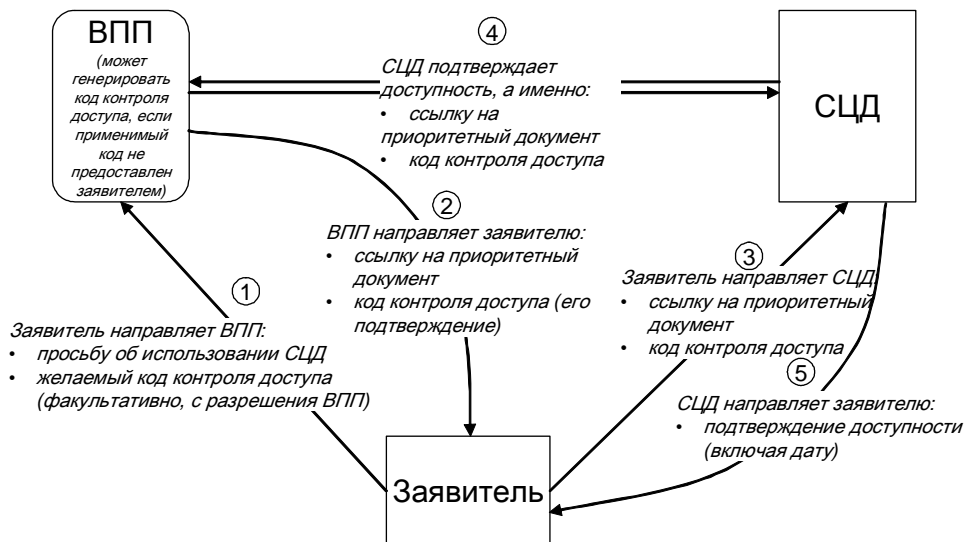 ВПП
(может
генерировать
код контроля
доступа, если
применимый
код не
предоставлен
заявителем)
4
СЦД подтверждает
доступность, а именно:
• ссылку на
приоритетный документ
• код контроля доступа
СЦД
2
ВПП направляет заявителю:
• ссылку на приоритетный
документ
• код контроля доступа (его
подтверждение)
3
Заявитель направляет СЦД:
• ссылку на приоритетный
документ
• код контроля доступа
1
Заявитель направляет ВПП:
• просьбу об использовании СЦД
• желаемый код контроля доступа
(факультативно, с разрешения ВПП)
5
СЦД направляет заявителю:
• подтверждение доступности
(включая дату)
Заявитель